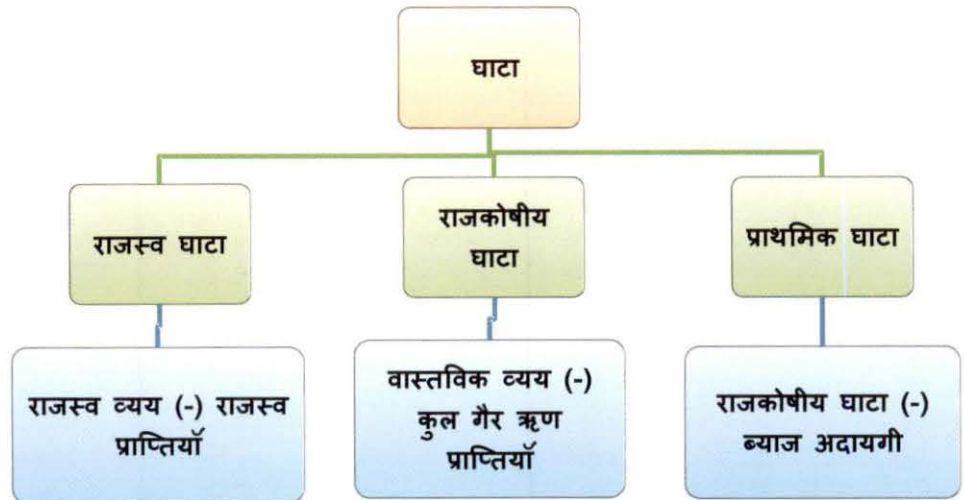 घाटा
राजस्व घाटा
राजकोषीय
घाटा
प्राथमिक घाटा
राजस्व व्यय (-) राजस्व
प्राप्तियाँ
वास्तविक व्यय (-)
कुल गैर ऋण
प्राप्तियाँ
राजकोषीय घाटा (-)
ब्याज अदायगी